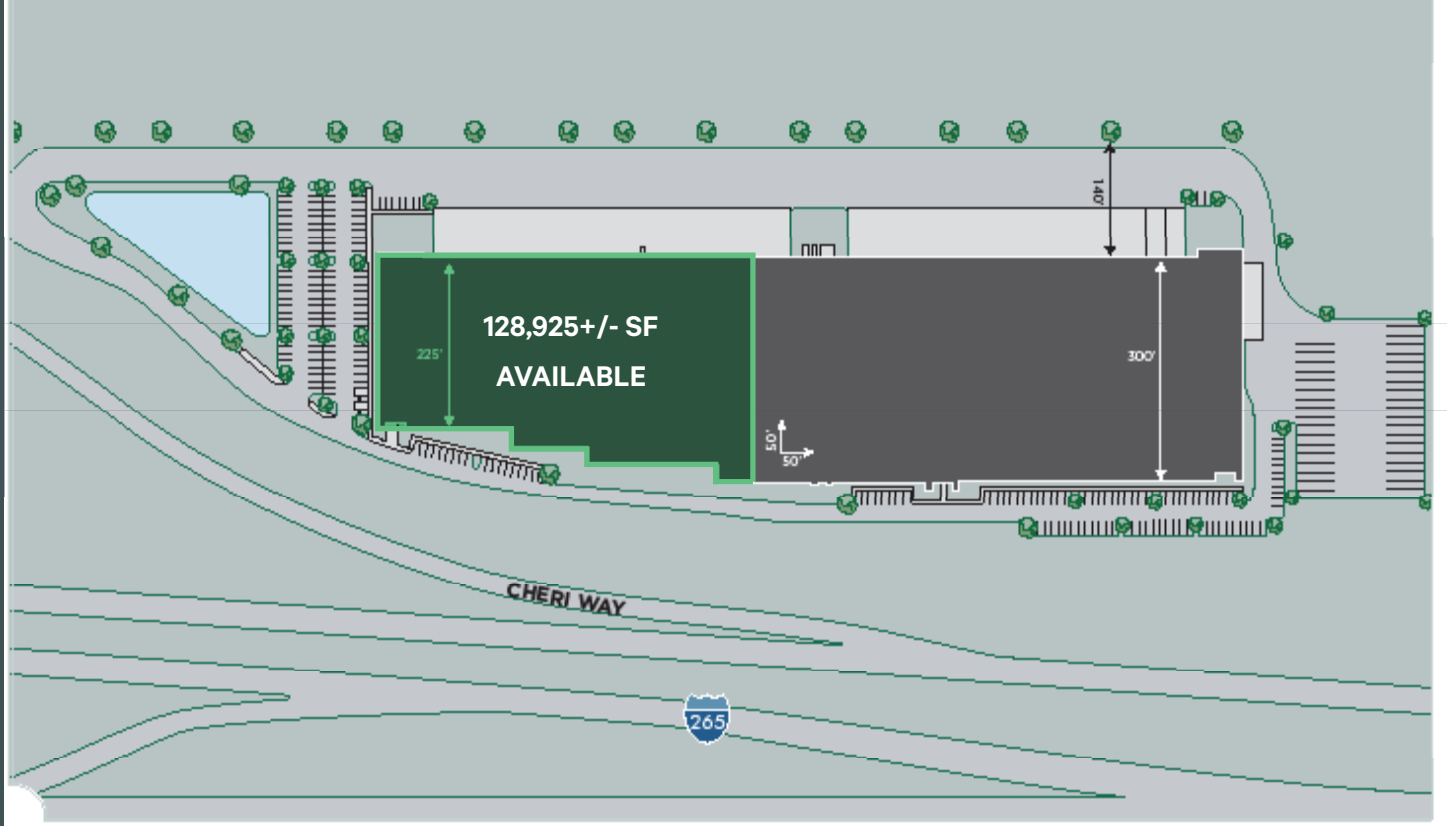 140'
128,925+/- SF
AVAILABLE
225'
300'
50'
50'
CHERI WAY
265